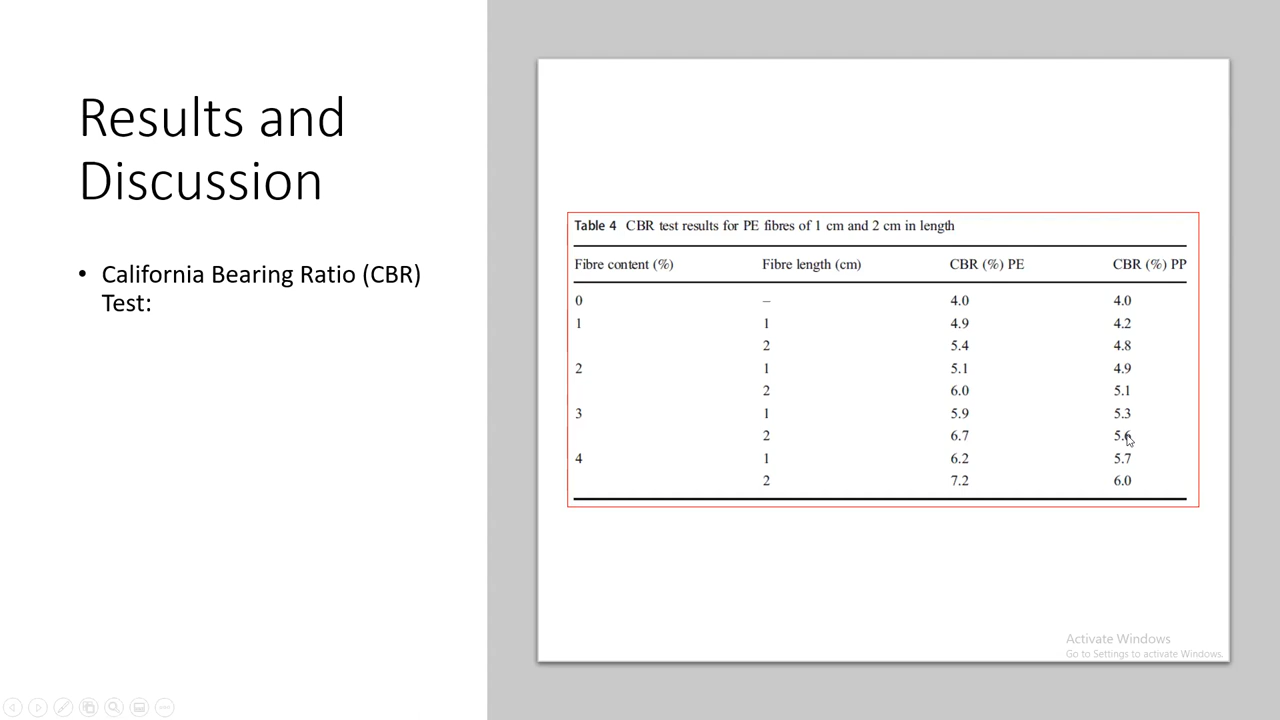 Results and
Discussion
• California Bearing Ratio (CBR)
Test:
Table 4 CBR test results for PE fibres of 1 cm and 2 cm in length
Fibre content (%) Fibre length (cm) CBR (%) PE CBR (%) PP
0 – 4.0 4.0
1 1 4.9 4.2
2 5.4 4.8
2 1 5.1 4.9
2 6.0 5.1
3 1 5.9 5.3
2 6.7 5.6
4 1 6.2 5.7
2 7.2 6.0
Activate Windows
Go to Settings to activate Windows.